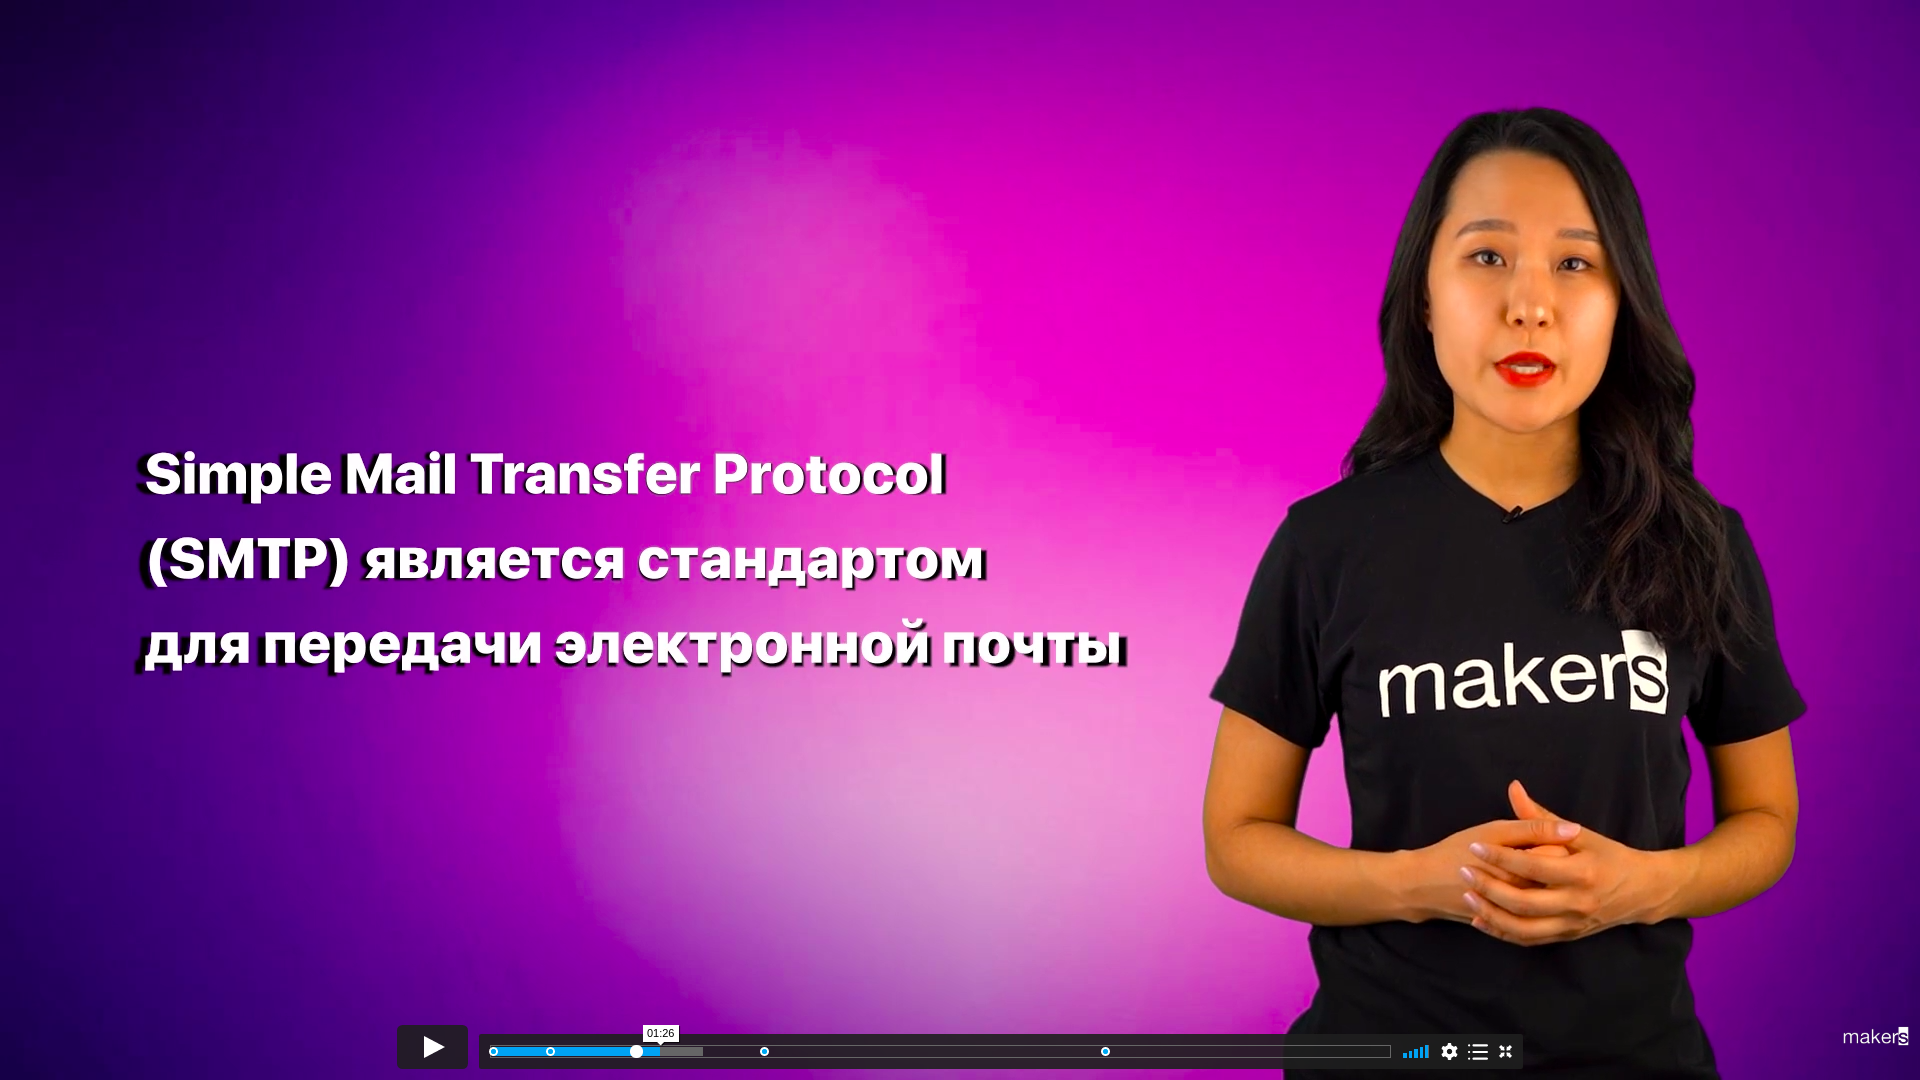 Simple Mail Transfer Protocol
(SMTP) является стандартом
для передачи электронной почты
makers
01:26
makers